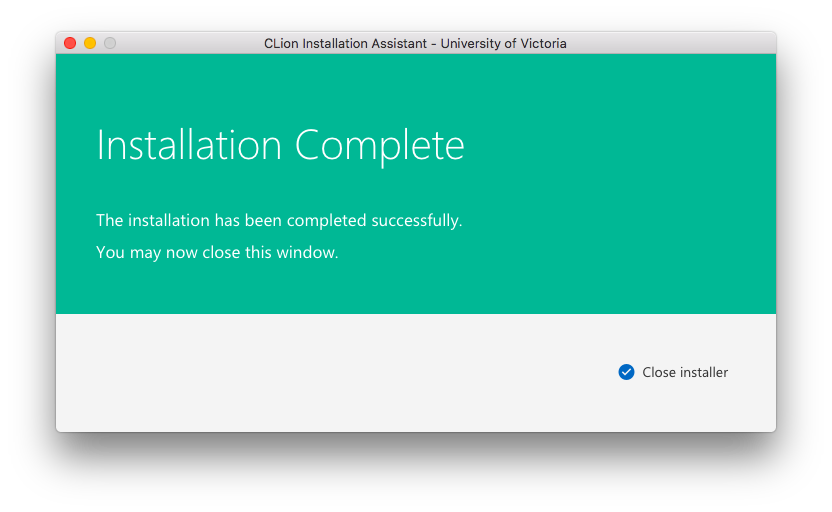 CLion Installation Assistant - University of Victoria
Installation Complete
The installation has been completed successfully.
You may now close this window.
Close installer